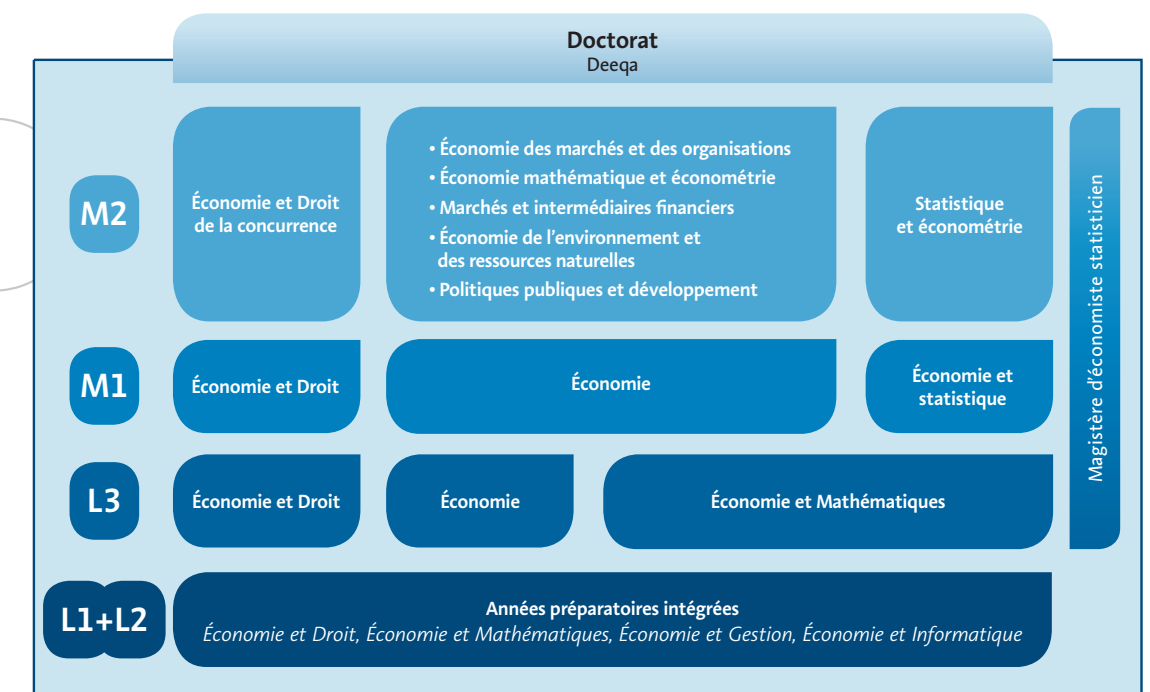 Doctorat
Deeqa
M2
Économie et Droit
de la concurrence
• Économie des marchés et des organisations
• Économie mathématique et économétrie
• Marchés et intermédiaires financiers
• Économie de l'environnement et
des ressources naturelles
• Politiques publiques et développement
Statistique
et économétrie
Magistère d'économiste statisticien
M1
Économie et Droit
Économie
Économie et
statistique
L3
Économie et Droit
Économie
Économie et Mathématiques
L1+L2
Années préparatoires intégrées
Économie et Droit, Économie et Mathématiques, Économie et Gestion, Économie et Informatique